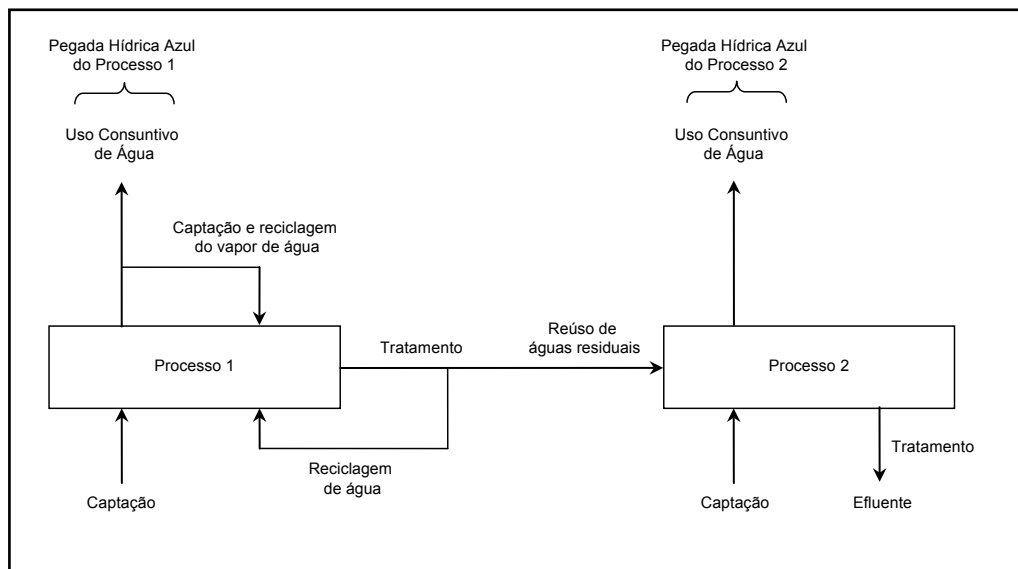 Pegada Hídrica Azul
do Processo 1
Uso Consuntivo
de Água
Captação e reciclagem
do vapor de água
Processo 1
Captação
Tratamento
Reciclagem
de água
Reúso de
águas residuais
Pegada Hídrica Azul
do Processo 2
Uso Consuntivo
de Água
Processo 2
Captação
Tratamento
Efluente